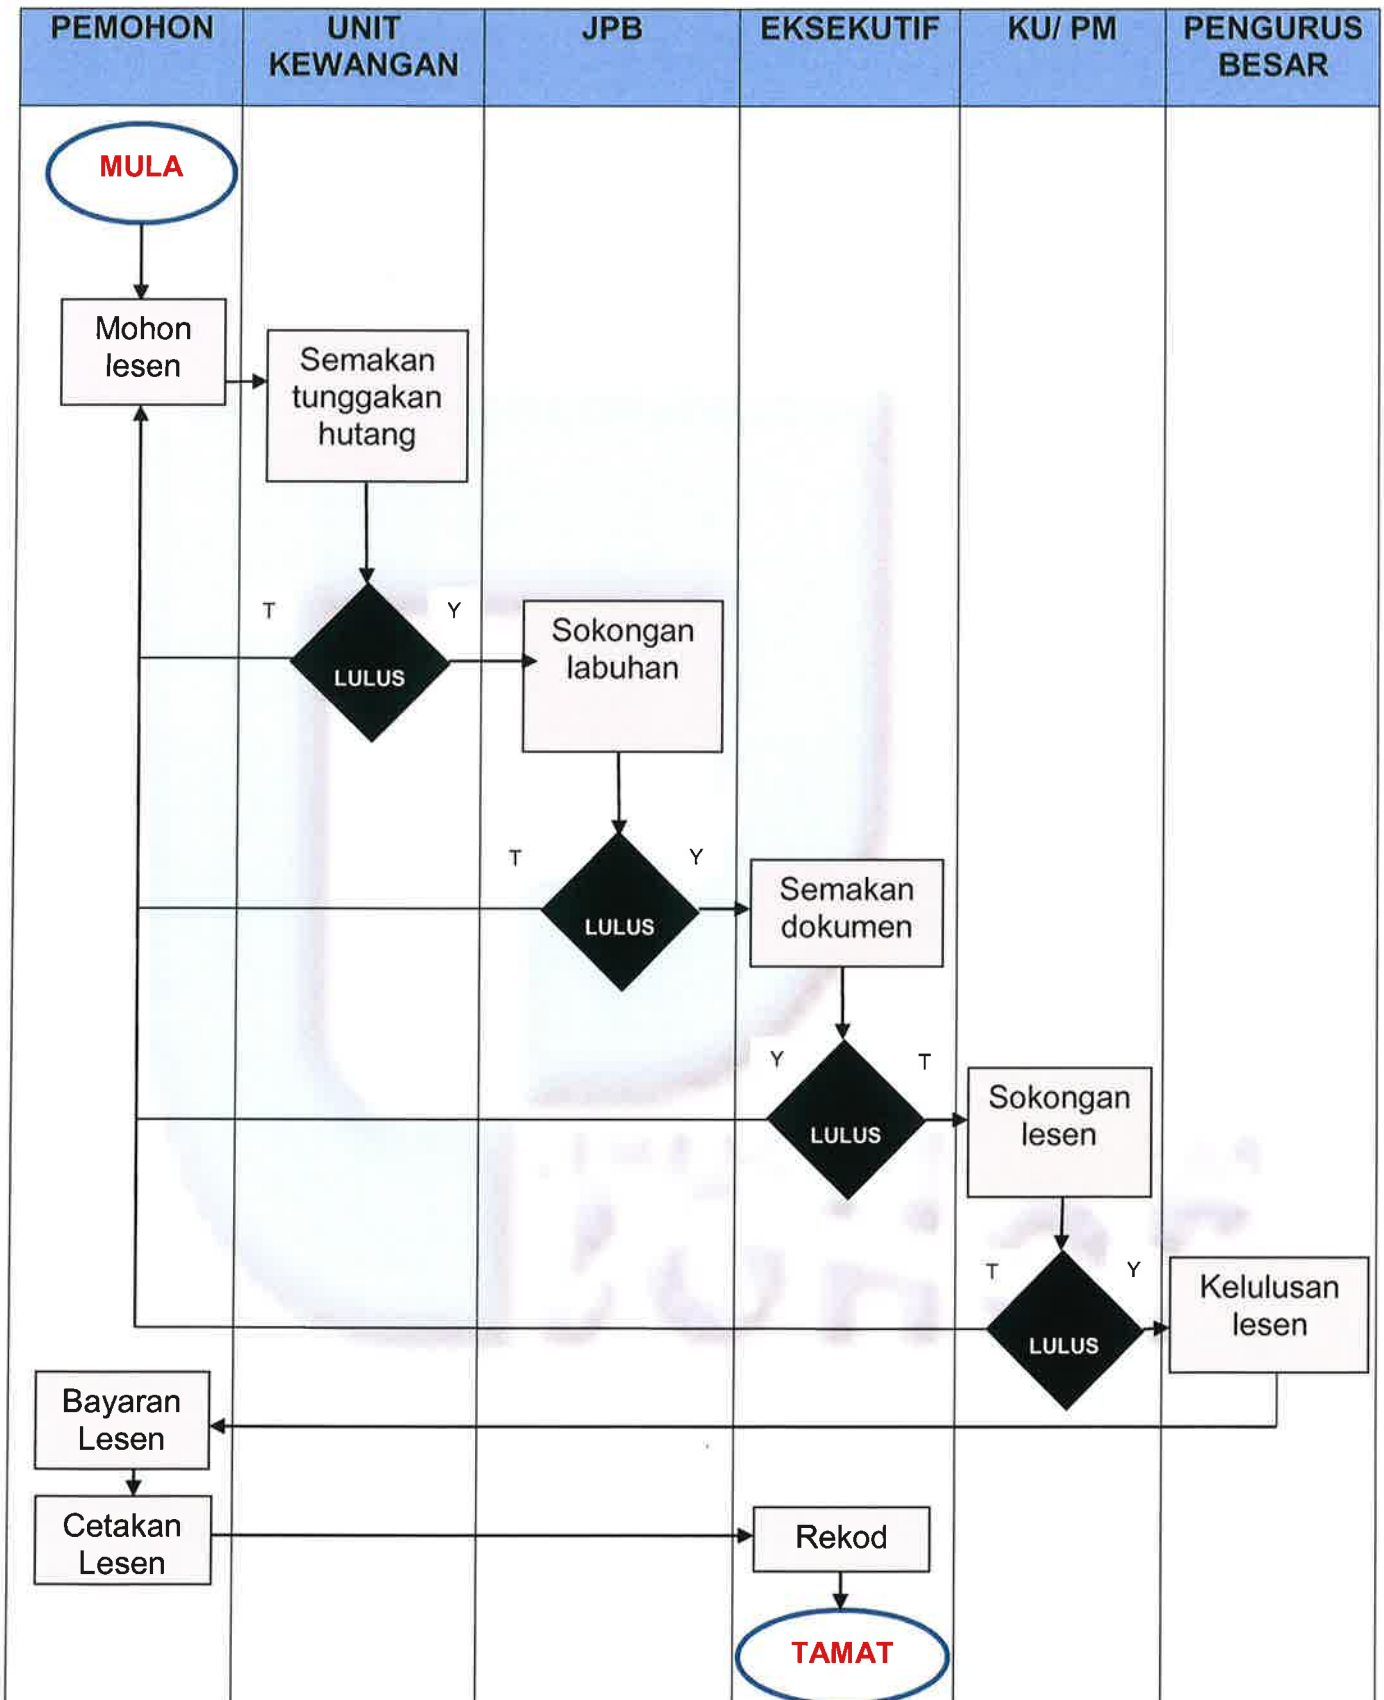 PEMOHON
UNIT
KEWANGAN
JPB
EKSEKUTIF
KU/ PM
PENGURUS
BESAR
MULA
Mohon
lesen
Semakan
tunggakan
hutang
T
Y
LULUS
Sokongan
labuhan
T
Y
LULUS
Semakan
dokumen
Y
T
LULUS
Sokongan
lesen
T
Y
LULUS
Kelulusan
lesen
Bayaran
Lesen
Cetakan
Lesen
Rekod
TAMAT